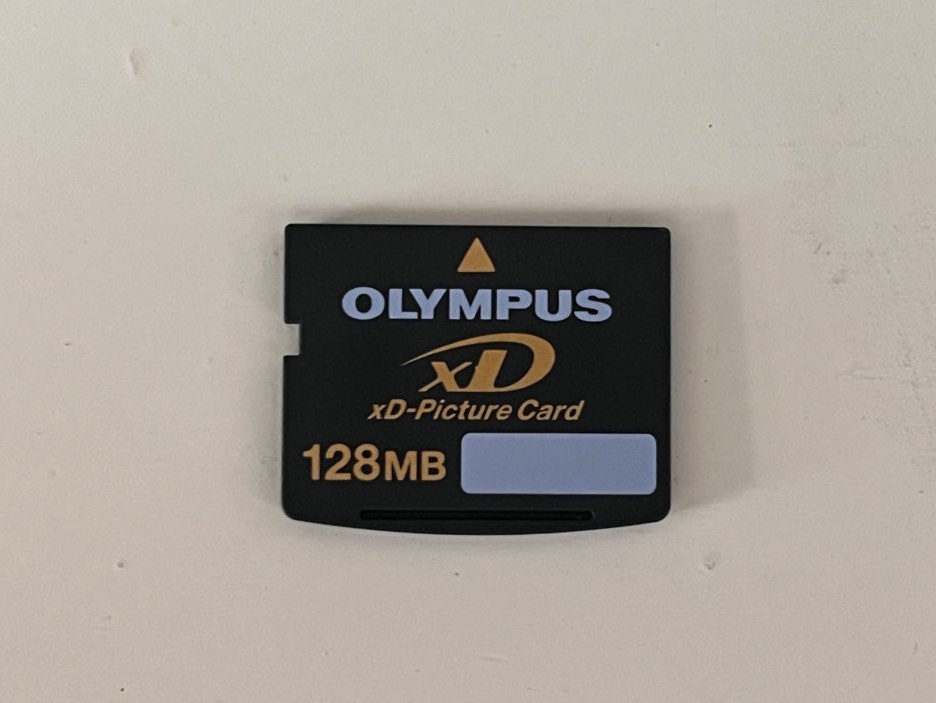 OLYMPUS
xD
xD-Picture Card
128MB